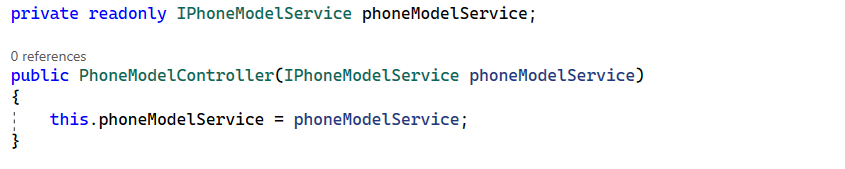 private readonly IPhoneModelService phoneModelService;
0 references
public PhoneModelController(IPhoneModelService phoneModelService)
{
this.phoneModelService = phoneModelService;
}